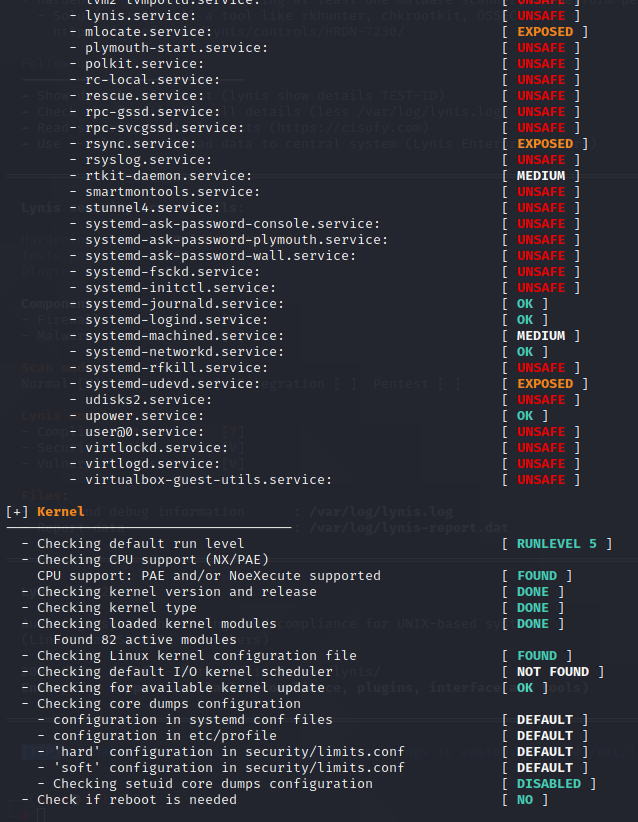 - lvm2-lvmpolld.service: [ UNSAFE ]
- lynis.service: [ UNSAFE ]
- mlocate.service: [ EXPOSED ]
- plymouth-start.service: [ UNSAFE ]
- polkit.service: [ UNSAFE ]
- rc-local.service: [ UNSAFE ]
- rescue.service: [ UNSAFE ]
- rpc-gssd.service: [ UNSAFE ]
- rpc-svcgssd.service: [ UNSAFE ]
- rsync.service: [ EXPOSED ]
- rsyslog.service: [ UNSAFE ]
- rtkit-daemon.service: [ MEDIUM ]
- smartmontools.service: [ UNSAFE ]
- stunnel4.service: [ UNSAFE ]
- systemd-ask-password-console.service: [ UNSAFE ]
- systemd-ask-password-plymouth.service: [ UNSAFE ]
- systemd-ask-password-wall.service: [ UNSAFE ]
- systemd-fsckd.service: [ UNSAFE ]
- systemd-initctl.service: [ UNSAFE ]
- systemd-journald.service: [ OK ]
- systemd-logind.service: [ OK ]
- systemd-machined.service: [ MEDIUM ]
- systemd-networkd.service: [ OK ]
- systemd-rfkill.service: [ UNSAFE ]
- systemd-udevd.service: [ EXPOSED ]
- udisks2.service: [ UNSAFE ]
- upower.service: [ OK ]
- user@0.service: [ UNSAFE ]
- virtlockd.service: [ UNSAFE ]
- virtlogd.service: [ UNSAFE ]
- virtualbox-guest-utils.service: [ UNSAFE ]
[+] Kernel
------------------------------------
- Checking default run level [ RUNLEVEL 5 ]
- Checking CPU support (NX/PAE)
CPU support: PAE and/or NoeXecute supported [ FOUND ]
- Checking kernel version and release [ DONE ]
- Checking kernel type [ DONE ]
- Checking loaded kernel modules [ DONE ]
Found 82 active modules
- Checking Linux kernel configuration file [ FOUND ]
- Checking default I/O kernel scheduler [ NOT FOUND ]
- Checking for available kernel update [ OK ]
- Checking core dumps configuration
- configuration in systemd conf files [ DEFAULT ]
- configuration in etc/profile [ DEFAULT ]
- 'hard' configuration in security/limits.conf [ DEFAULT ]
- 'soft' configuration in security/limits.conf [ DEFAULT ]
- Checking setuid core dumps configuration [ DISABLED ]
- Check if reboot is needed [ NO ]